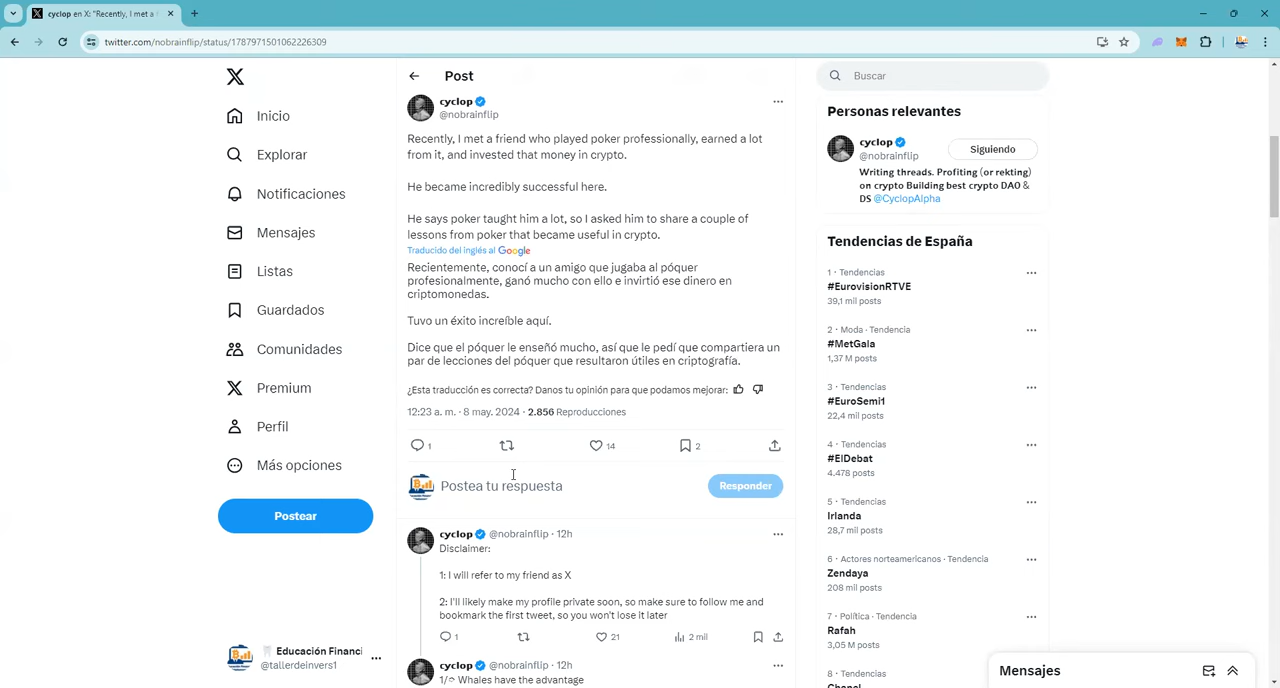 cyclop en X: "Recently, I met a
twitter.com/nobrainflip/status/1787971501062226309
Inicio
Explorar
Notificaciones
Mensajes
Listas
Guardados
Comunidades
Premium
Perfil
Más opciones
Postear
Educación Financi
@tallerdeinvers1
Post
cyclop
@nobrainflip
Recently, I met a friend who played poker professionally, earned a lot
from it, and invested that money in crypto.
He became incredibly successful here.
He says poker taught him a lot, so I asked him to share a couple of
lessons from poker that became useful in crypto.
Traducido del inglés al Google
Recientemente, conocí a un amigo que jugaba al póquer
profesionalmente, ganó mucho con ello e invirtió ese dinero en
criptomonedas.
Tuvo un éxito increíble aquí.
Dice que el póquer le enseñó mucho, así que le pedí que compartiera un
par de lecciones del póquer que resultaron útiles en criptografía.
¿Esta traducción es correcta? Danos tu opinión para que podamos mejorar:
12:23 a. m. · 8 may. 2024 · 2.856 Reproducciones
1 14 2
Postea tu respuesta
Responder
cyclop @nobrainflip · 12h
Disclaimer:
1: I will refer to my friend as X
2: I'll likely make my profile private soon, so make sure to follow me and
bookmark the first tweet, so you won't lose it later
1 21 2 mil
cyclop @nobrainflip · 12h
1/ Whales have the advantage
Buscar
Personas relevantes
cyclop
@nobrainflip
Siguiendo
Writing threads. Profiting (or rekting)
on crypto Building best crypto DAO &
DS @CyclopAlpha
Tendencias de España
1 · Tendencias
#EurovisionRTVE
39,1 mil posts
2 · Moda · Tendencia
#MetGala
1,37 M posts
3 · Tendencias
#EuroSemi1
22,4 mil posts
4 · Tendencias
#ElDebat
4.478 posts
5 · Tendencias
Irlanda
28,7 mil posts
6 · Actores norteamericanos · Tendencia
Zendaya
208 mil posts
7 · Política · Tendencia
Rafah
3,05 M posts
8 · Tendencias
Chanel
Mensajes